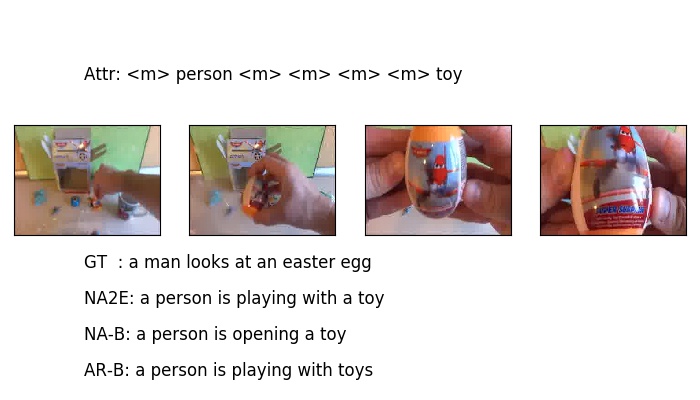 Attr: <m> person <m> <m> <m> <m> toy
GT : a man looks at an easter egg
NA2E: a person is playing with a toy
NA-B: a person is opening a toy
AR-B: a person is playing with toys